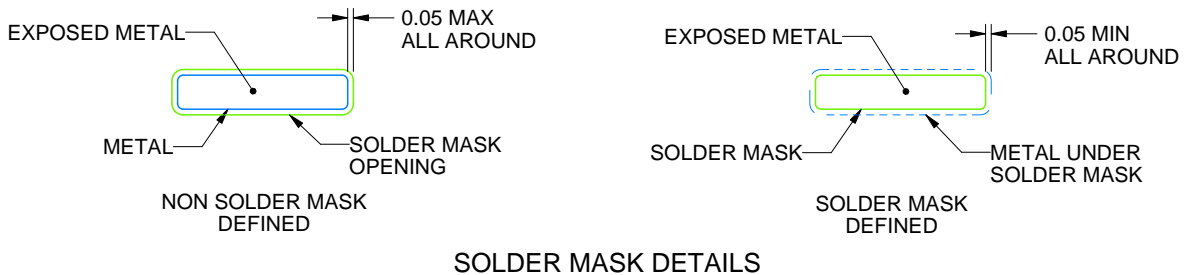 0.05 MAX
ALL AROUND
EXPOSED METAL
METAL
SOLDER MASK
OPENING
NON SOLDER MASK
DEFINED
0.05 MIN
ALL AROUND
EXPOSED METAL
SOLDER MASK
METAL UNDER
SOLDER MASK
SOLDER MASK
DEFINED
SOLDER MASK DETAILS